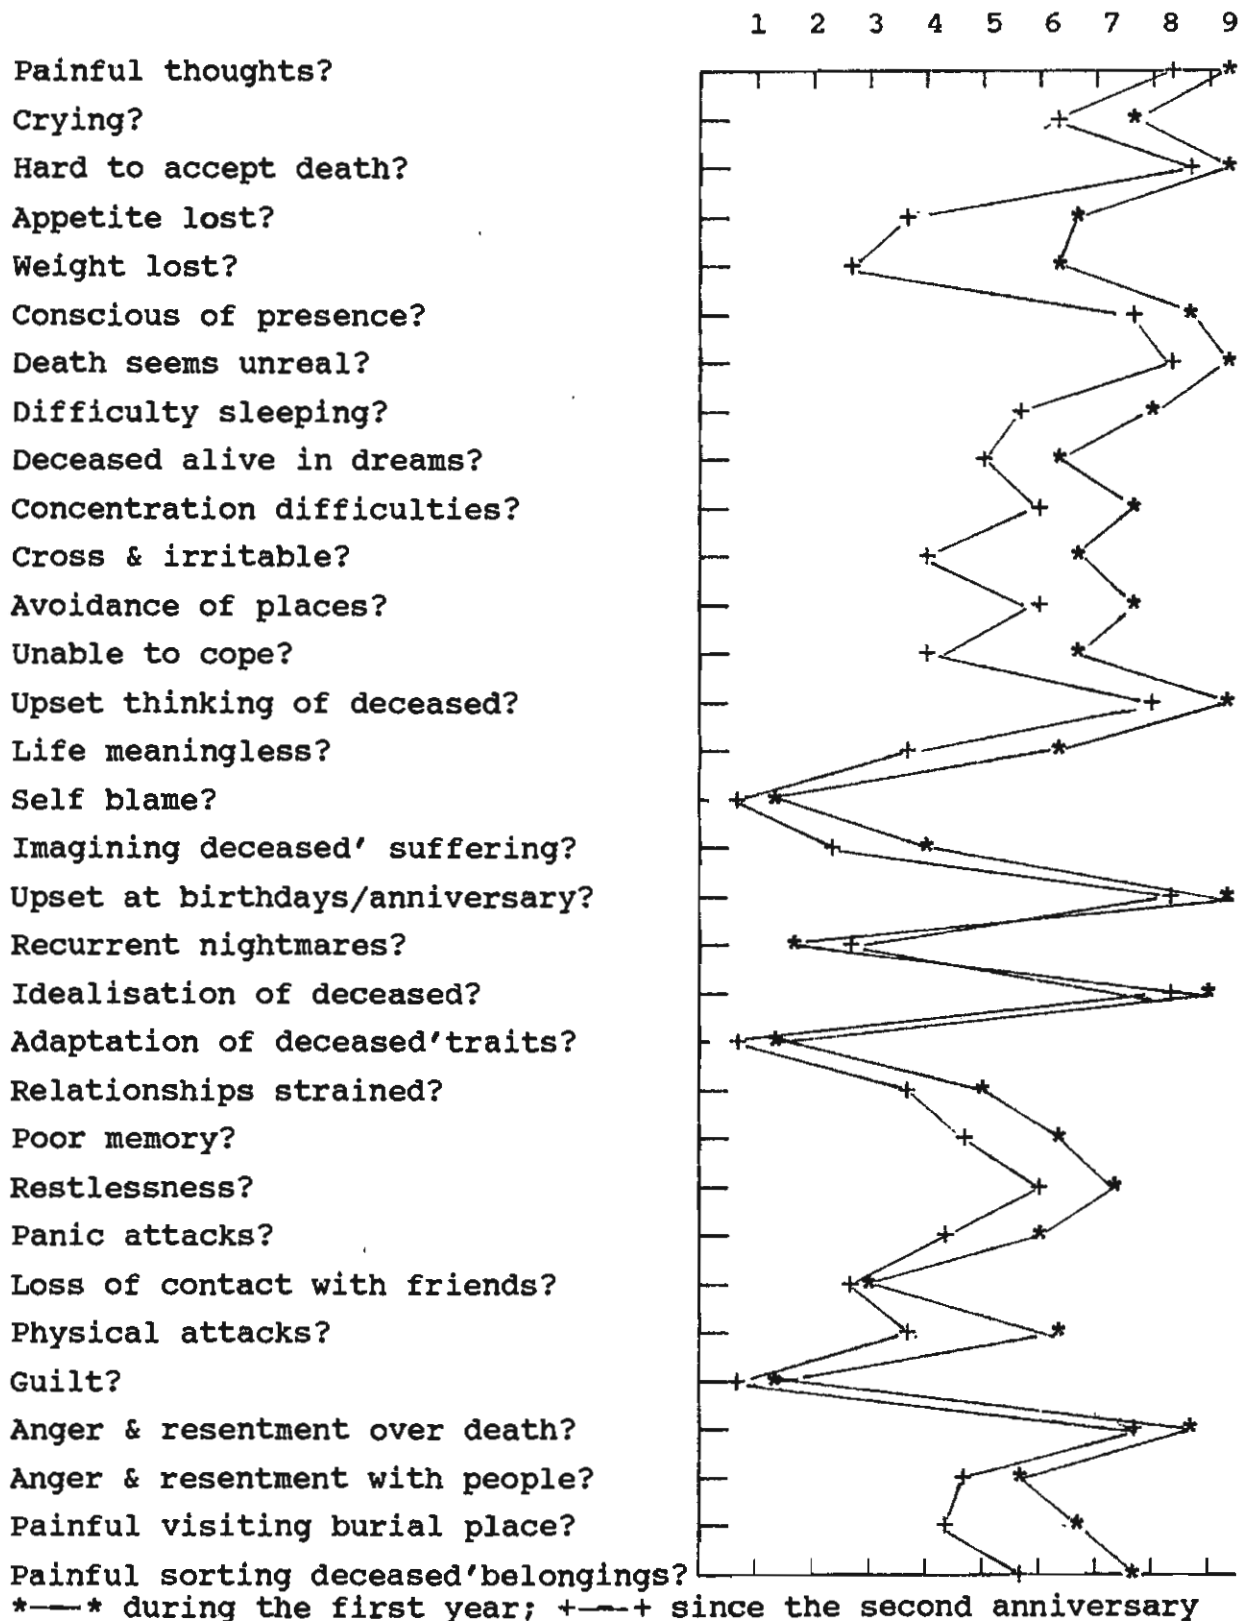 1 2 3 4 5 6 7 8 9
Painful thoughts?
Crying?
Hard to accept death?
Appetite lost?
Weight lost?
Conscious of presence?
Death seems unreal?
Difficulty sleeping?
Deceased alive in dreams?
Concentration difficulties?
Cross & irritable?
Avoidance of places?
Unable to cope?
Upset thinking of deceased?
Life meaningless?
Self blame?
Imagining deceased' suffering?
Upset at birthdays/anniversary?
Recurrent nightmares?
Idealisation of deceased?
Adaptation of deceased'traits?
Relationships strained?
Poor memory?
Restlessness?
Panic attacks?
Loss of contact with friends?
Physical attacks?
Guilt?
Anger & resentment over death?
Anger & resentment with people?
Painful visiting burial place?
Painful sorting deceased'belongings?
*——* during the first year; +——+ since the second anniversary